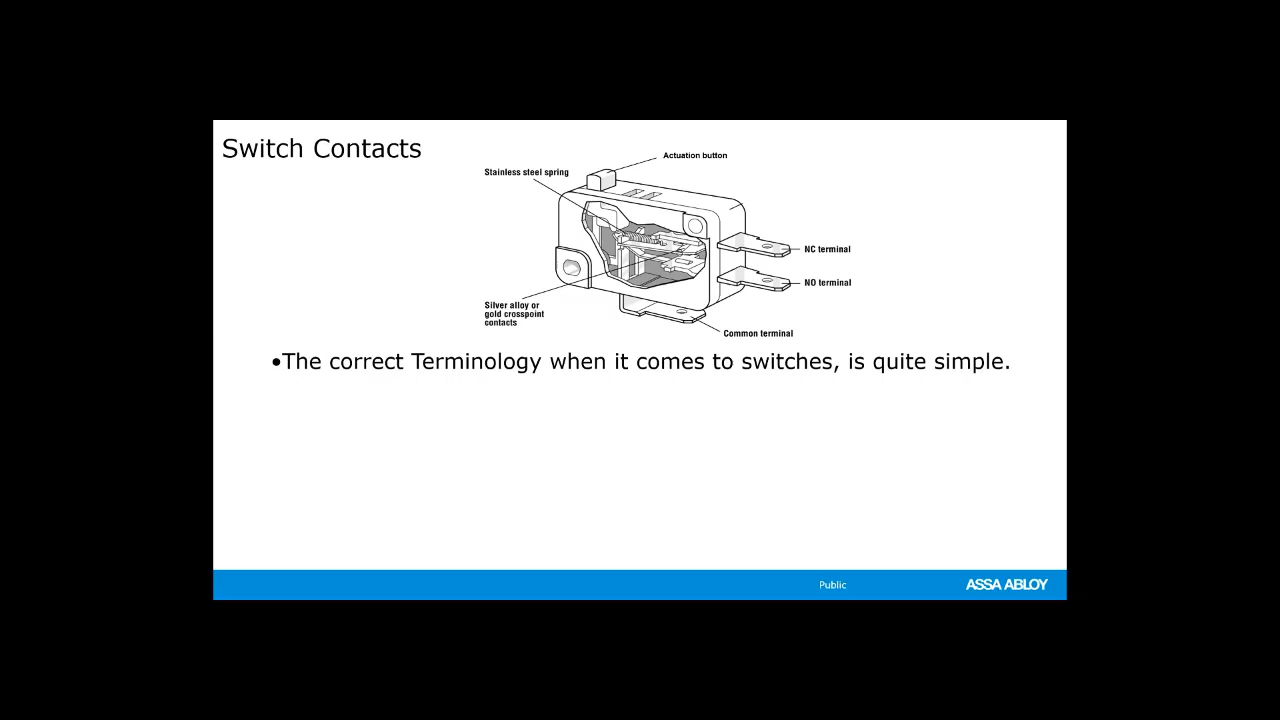 Switch Contacts
Actuation button
Stainless steel spring
NC terminal
NO terminal
Silver alloy or
gold crosspoint
contacts
Common terminal
•The correct Terminology when it comes to switches, is quite simple.
Public
ASSA ABLOY